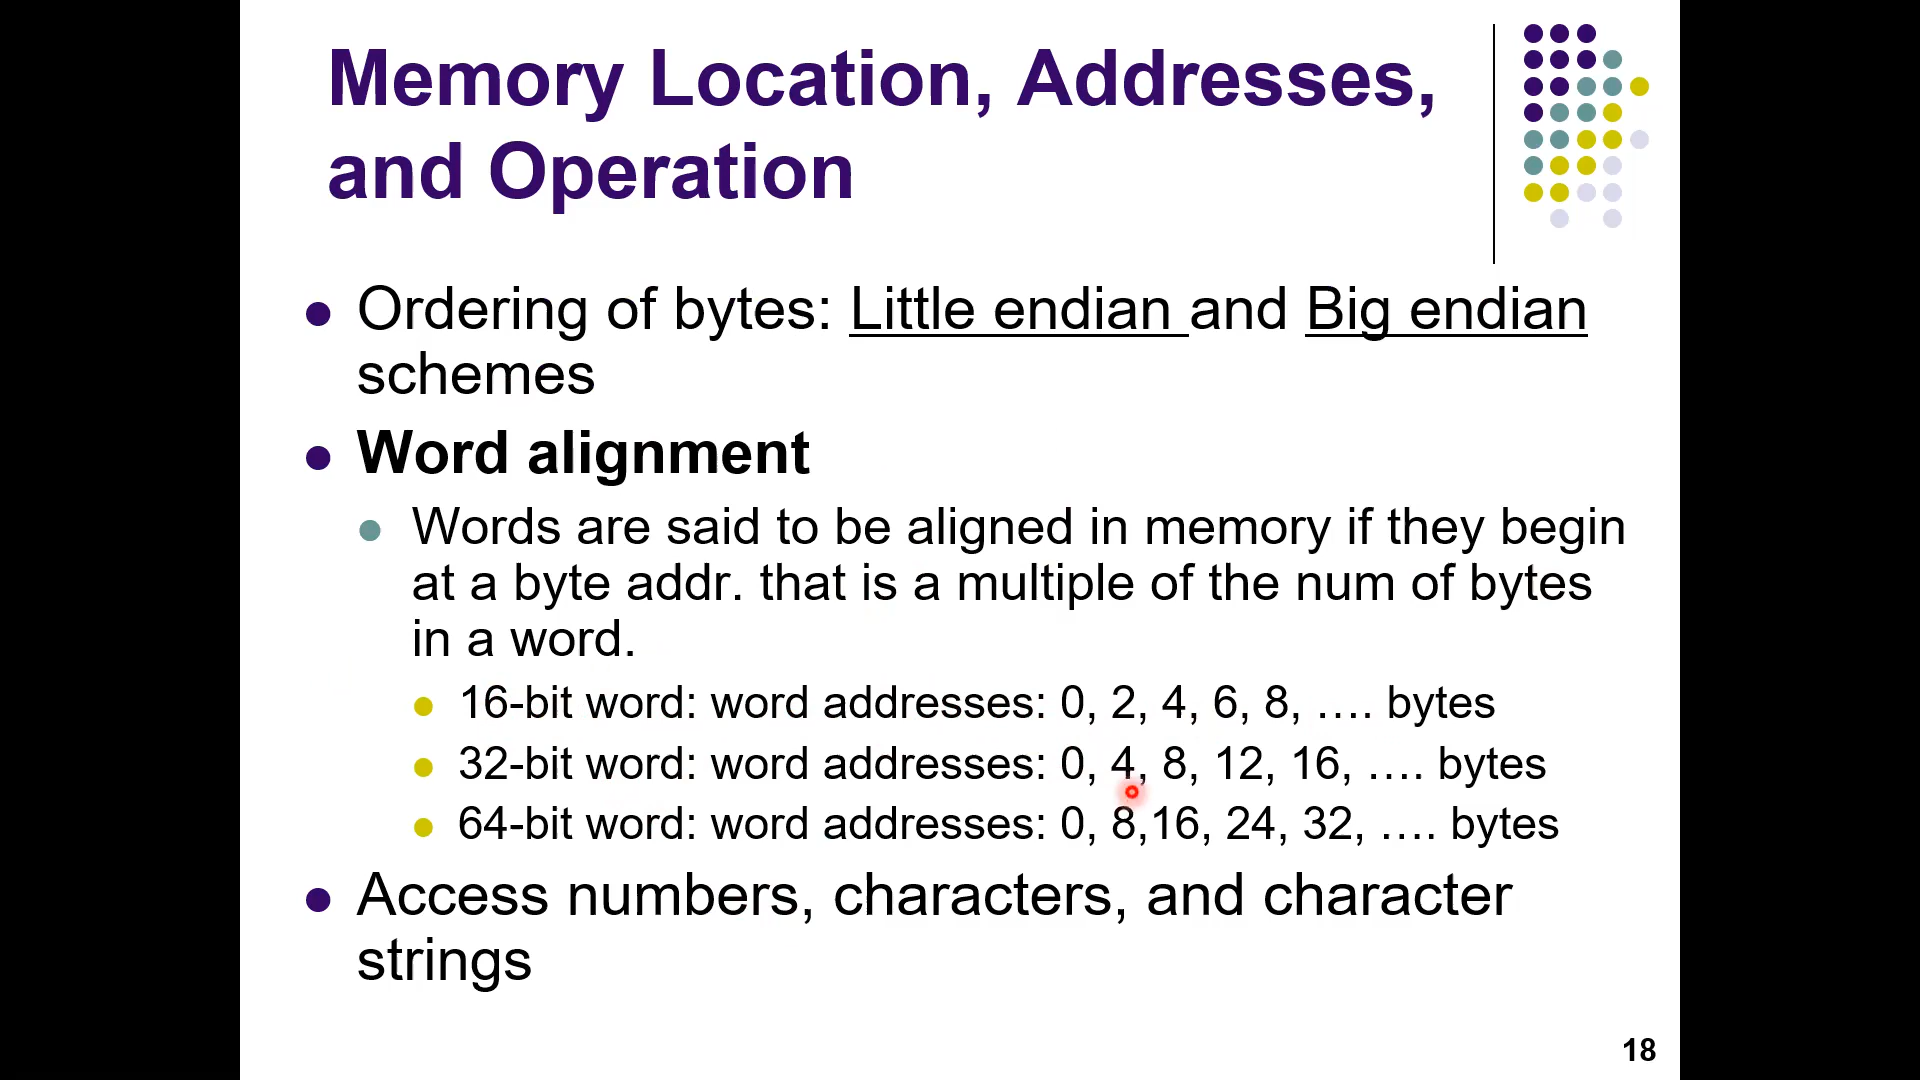 Memory Location, Addresses,
and Operation
Ordering of bytes: Little endian and Big endian
schemes
Word alignment
Words are said to be aligned in memory if they begin
at a byte addr. that is a multiple of the num of bytes
in a word.
16-bit word: word addresses: 0, 2, 4, 6, 8, …. bytes
32-bit word: word addresses: 0, 4, 8, 12, 16, …. bytes
64-bit word: word addresses: 0, 8,16, 24, 32, …. bytes
Access numbers, characters, and character
strings
18